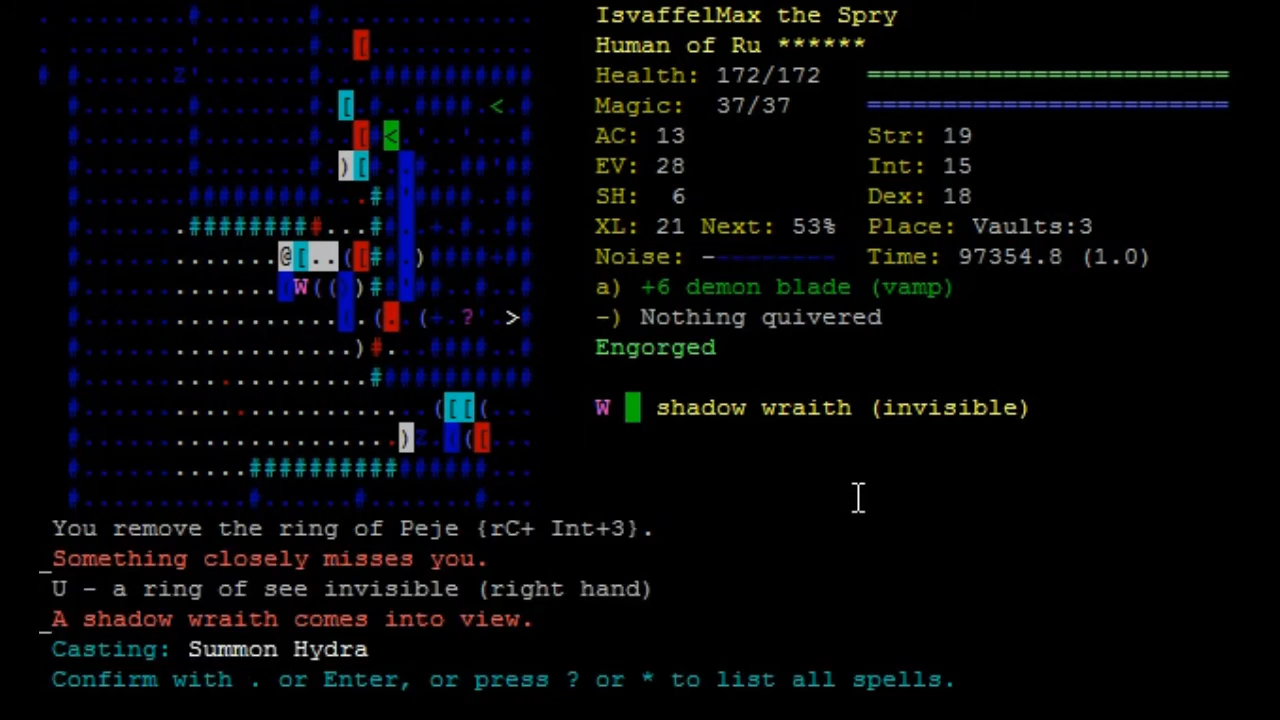 IsvaffelMax the Spry
Human of Ru ******
Health: 172/172 ========================
Magic: 37/37 ========================
AC: 13 Str: 19
EV: 28 Int: 15
SH: 6 Dex: 18
XL: 21 Next: 53% Place: Vaults:3
Noise: - Time: 97354.8 (1.0)
a) +6 demon blade (vamp)
-) Nothing quivered
Engorged
W shadow wraith (invisible)
You remove the ring of Peje {rC+ Int+3}.
_Something closely misses you.
U - a ring of see invisible (right hand)
_A shadow wraith comes into view.
Casting: Summon Hydra
Confirm with . or Enter, or press ? or * to list all spells.